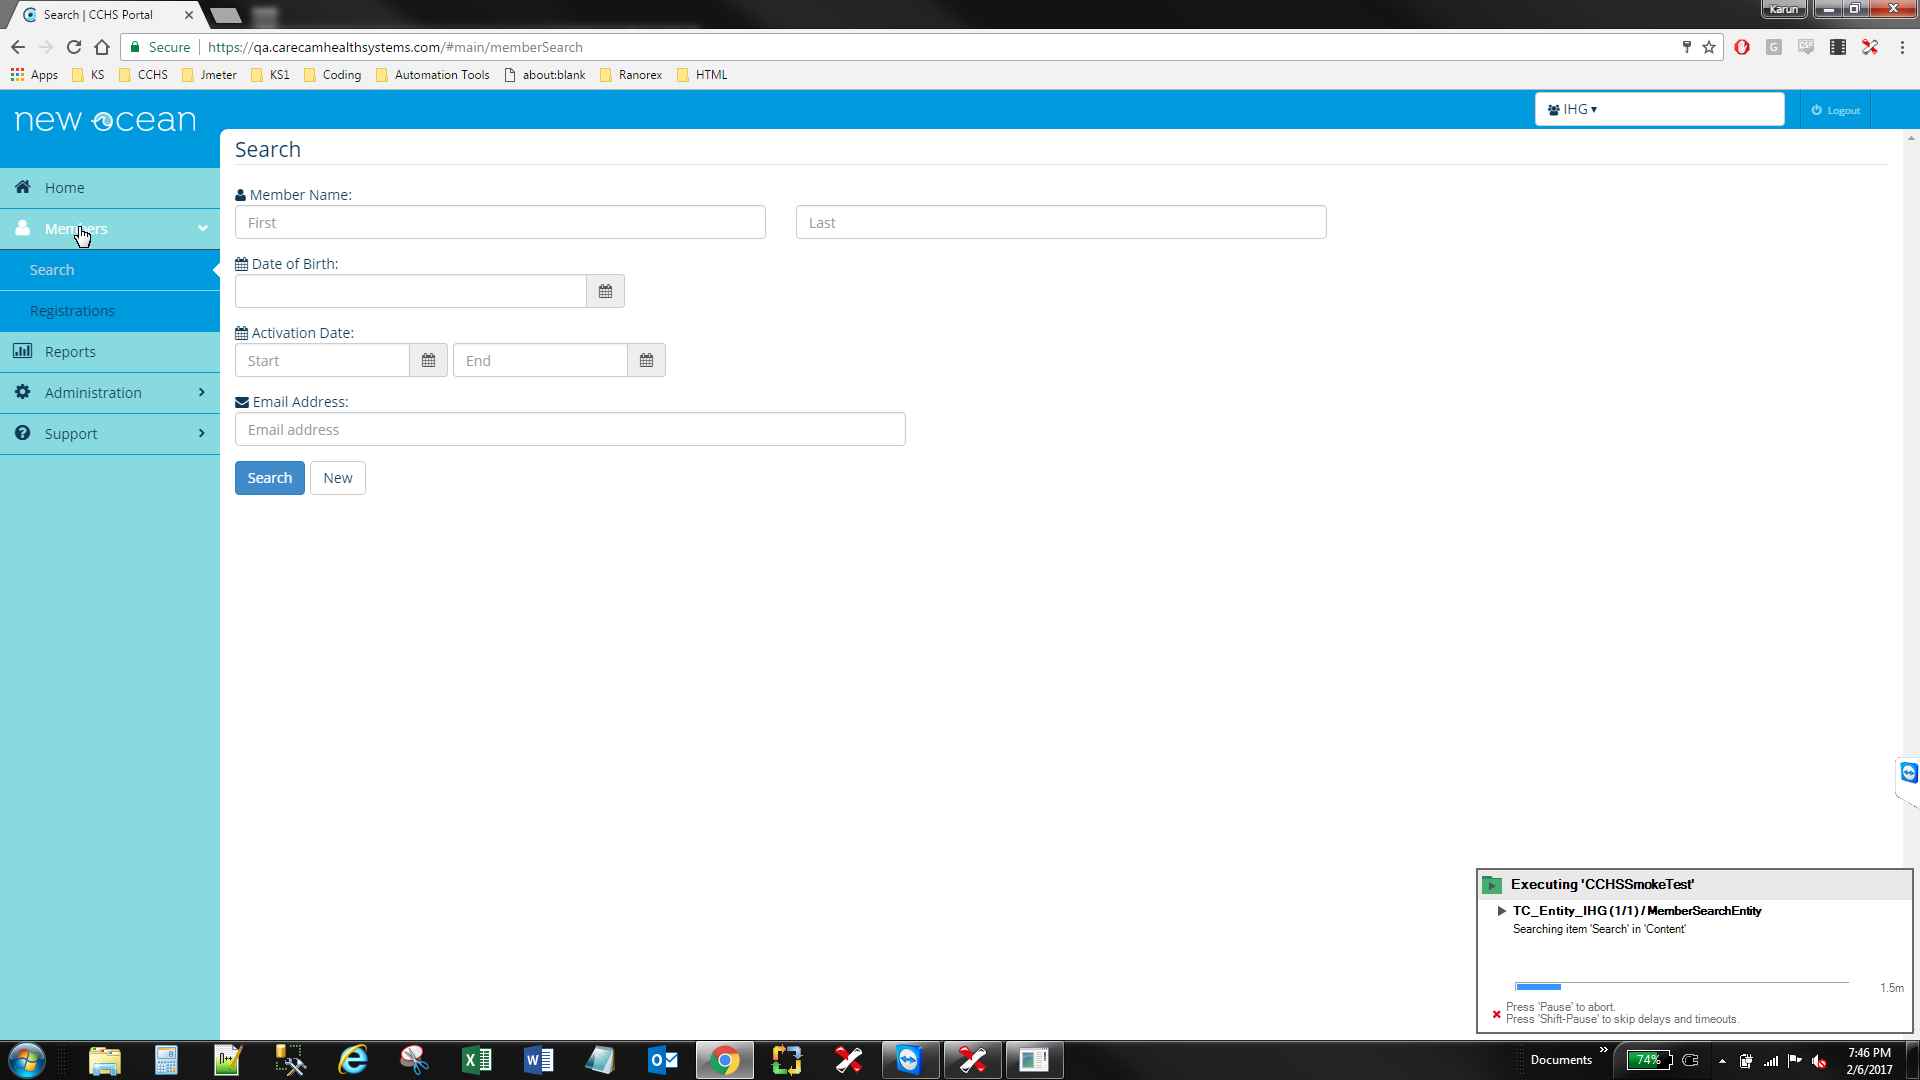 Search | CCHS Portal
Karun
Secure
https://qa.carecamhealthsystems.com/#main/memberSearch
Apps
KS
CCHS
Jmeter
KS1
Coding
Automation Tools
about:blank
Ranorex
HTML
new ocean
IHG
Logout
Search
Home
Members
Search
Registrations
Reports
Administration
Support
Member Name:
First
Last
Date of Birth:
Activation Date:
Start
End
Email Address:
Email address
Search
New
Executing 'CCHSSmokeTest'
TC_Entity_IHG (1/1) / MemberSearchEntity
Searching item 'Search' in 'Content'
1.5m
Press 'Pause' to abort.
Press 'Shift-Pause' to skip delays and timeouts.
Documents
74%
7:46 PM
2/6/2017